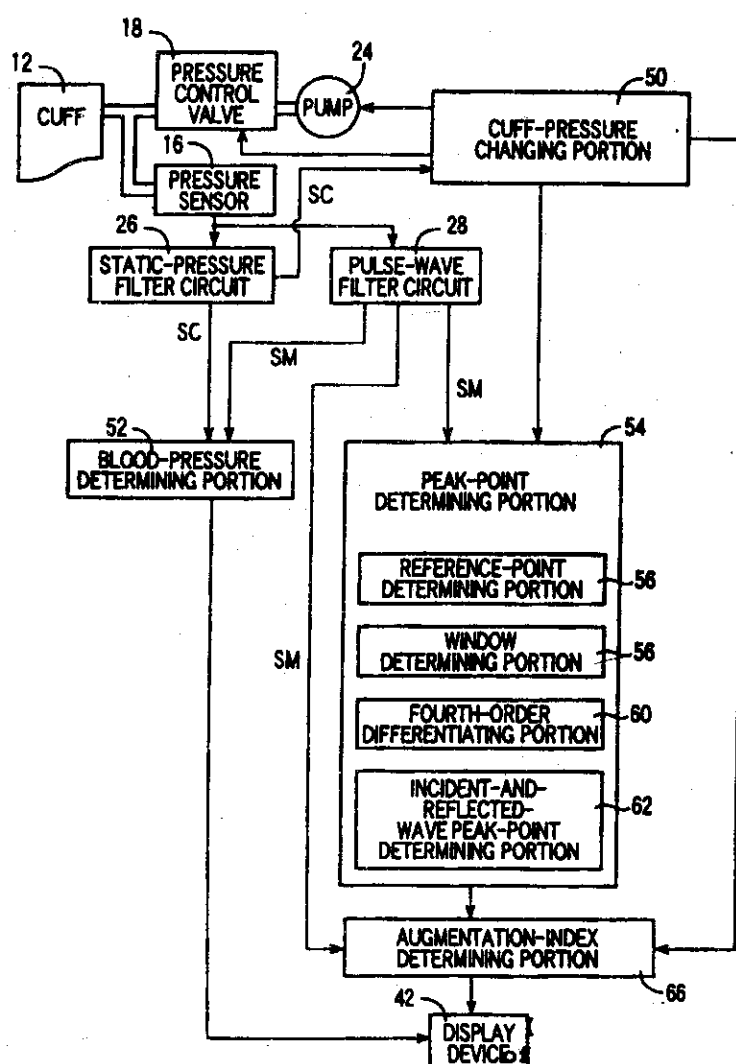 18
12
24
50
PRESSURE
CONTROL
VALVE
CUFF
PUMP
CUFF-PRESSURE
CHANGING PORTION
16
PRESSURE
SENSOR
SC
26
28
STATIC-PRESSURE
FILTER CIRCUIT
PULSE-WAVE
FILTER CIRCUIT
SC
SM
SM
52
54
BLOOD-PRESSURE
DETERMINING PORTION
PEAK-POINT
DETERMINING PORTION
REFERENCE-POINT
DETERMINING PORTION
56
WINDOW
DETERMINING PORTION
56
SM
FOURTH-ORDER
DIFFERENTIATING PORTION
60
INCIDENT-AND-
REFLECTED-
WAVE PEAK-POINT
DETERMINING PORTION
62
AUGMENTATION-INDEX
DETERMINING PORTION
66
42
DISPLAY
DEVICE